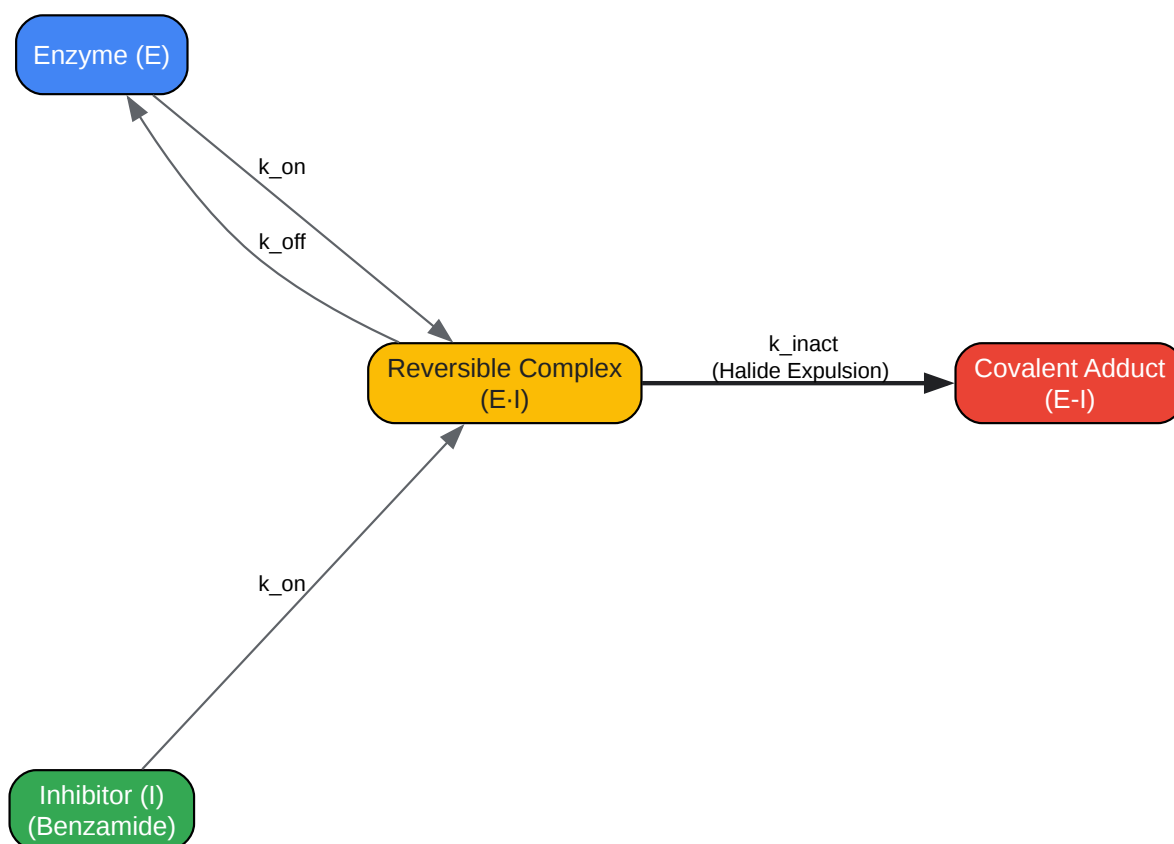 Enzyme (E)
k_on
k_off
k_inact
(Halide Expulsion)
Reversible Complex
(E·I)
Covalent Adduct
(E-I)
k_on
Inhibitor (I)
(Benzamide)